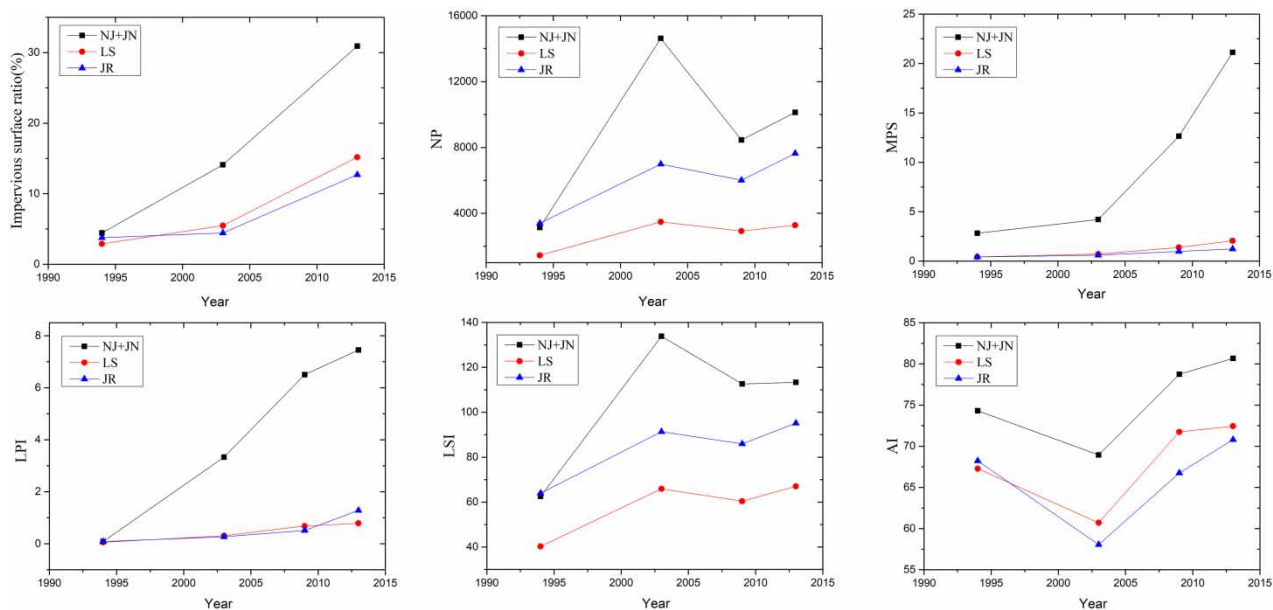 Impervious surface ratio(%)
NJ+JN
LS
JR
30
20
10
0
1990 1995 2000 2005 2010 2015
Year
NP
NJ+JN
LS
JR
16000
12000
8000
4000
1990 1995 2000 2005 2010 2015
Year
MPS
NJ+JN
LS
JR
25
20
15
10
5
0
1990 1995 2000 2005 2010 2015
Year
LPI
NJ+JN
LS
JR
8
6
4
2
0
1990 1995 2000 2005 2010 2015
Year
LSI
NJ+JN
LS
JR
140
120
100
80
60
40
1990 1995 2000 2005 2010 2015
Year
AI
NJ+JN
LS
JR
85
80
75
70
65
60
55
1990 1995 2000 2005 2010 2015
Year